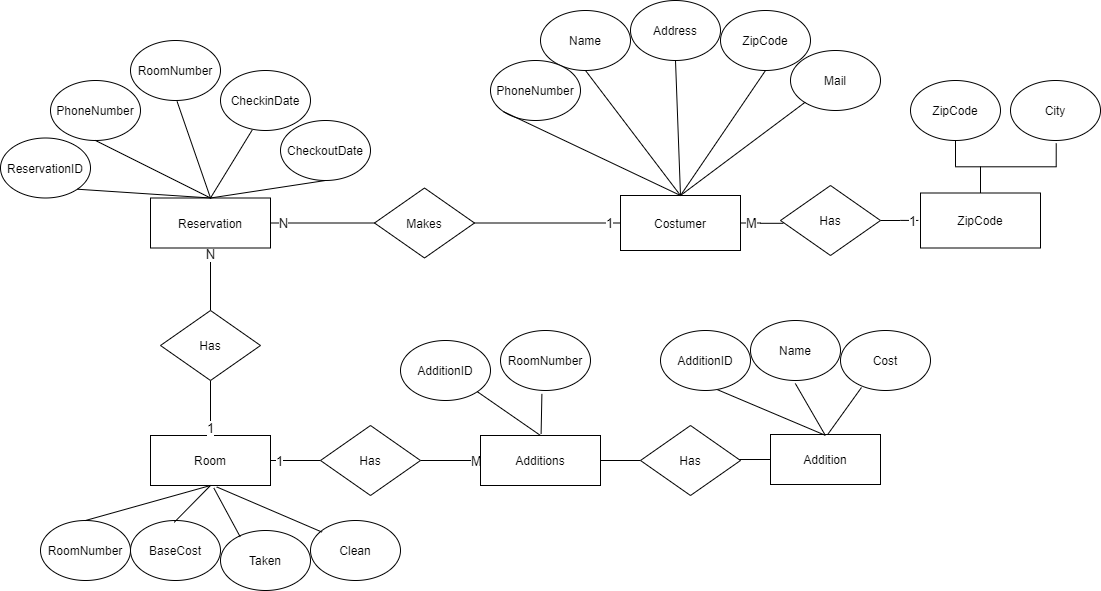 Name
Address
ZipCode
RoomNumber
CheckinDate
PhoneNumber
Mail
PhoneNumber
CheckoutDate
ReservationID
ZipCode
City
Reservation
N
Makes
1
Costumer
M
Has
1
ZipCode
N
Has
1
AdditionID
RoomNumber
AdditionID
Name
Cost
Room
1
Has
M
Additions
Has
Addition
RoomNumber
BaseCost
Taken
Clean